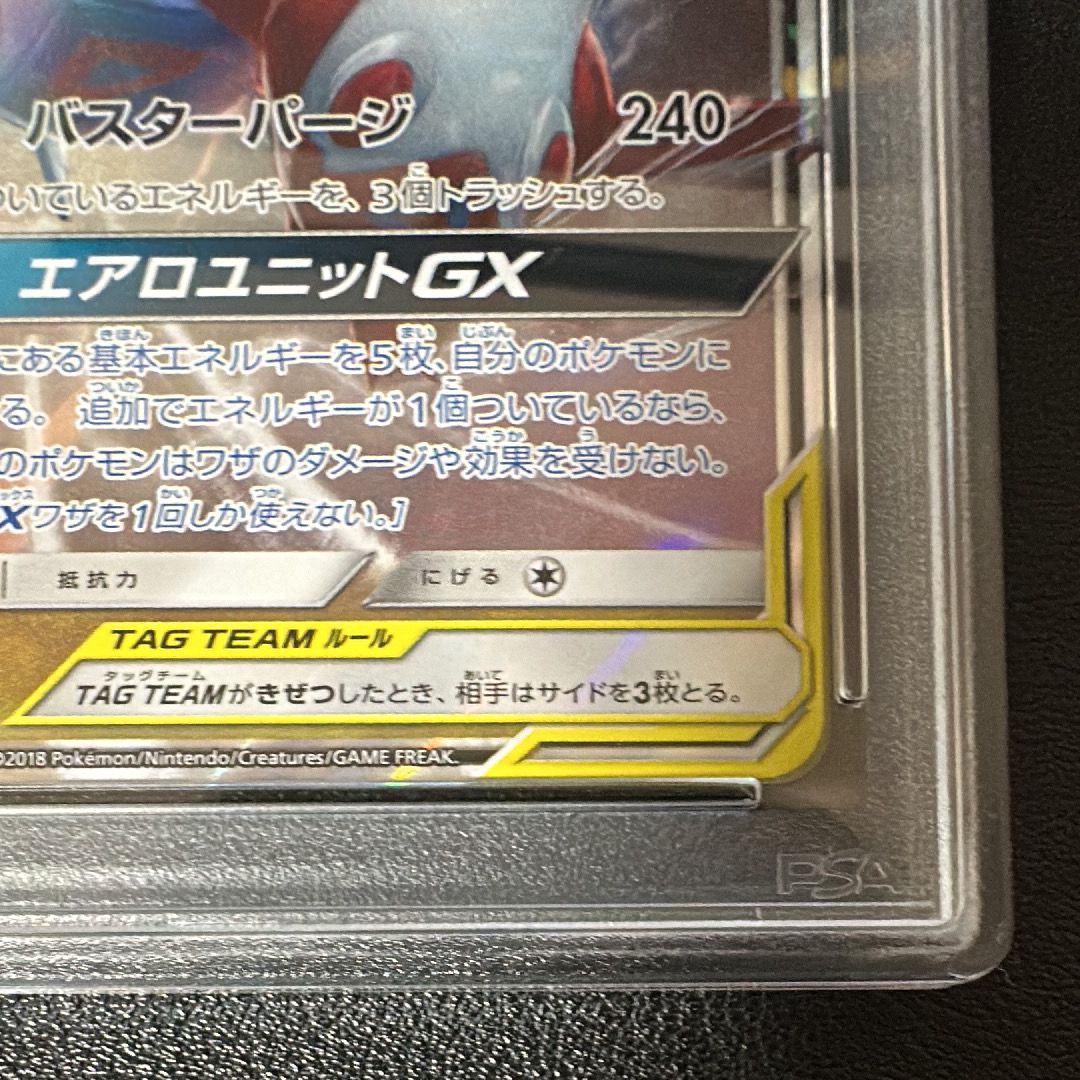 バスターパージ 240
ついているエネルギーを、3個トラッシュする。
エアロユニットGX
にある基本エネルギーを5枚、自分のポケモンに
る。追加でエネルギーが1個ついているなら、
のポケモンはワザのダメージや効果を受けない。
Xワザを1回しか使えない。]
抵抗力 にげる
TAG TEAM ルール
TAG TEAMがきぜつしたとき、相手はサイドを3枚とる。
©2018 Pokémon/Nintendo/Creatures/GAME FREAK.
PSA